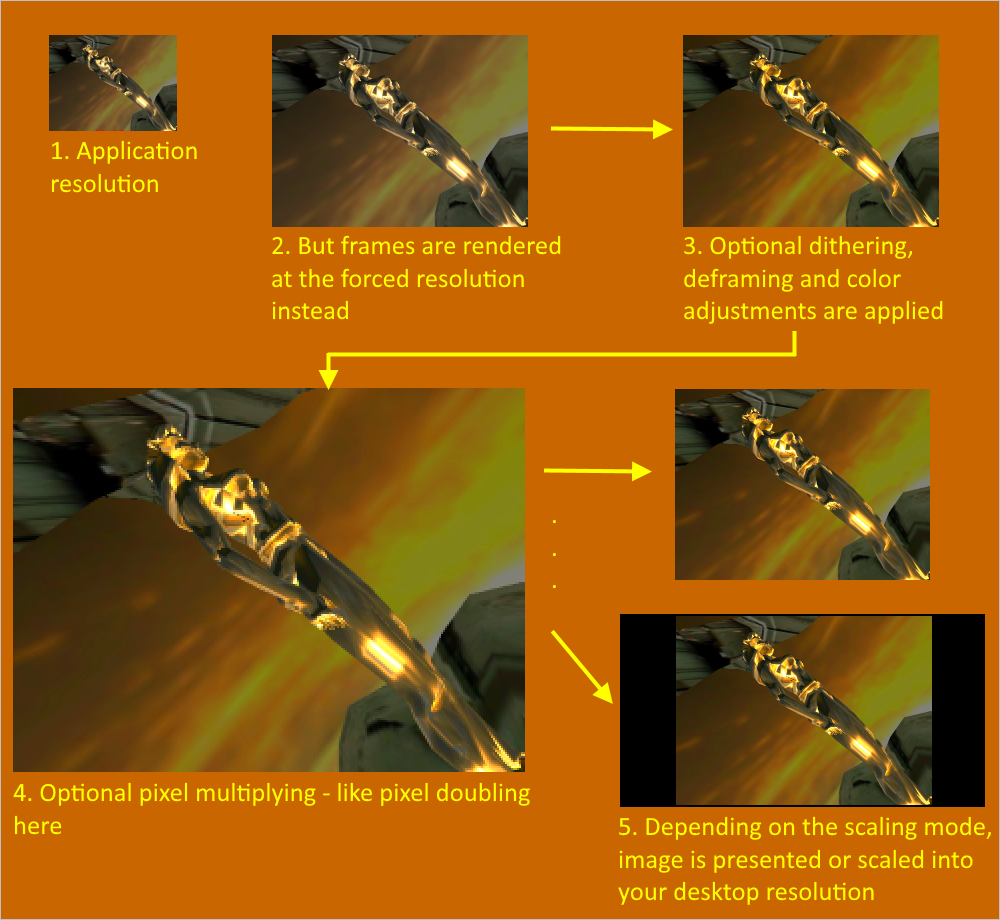 1. Application
resolution
2. But frames are rendered
at the forced resolution
instead
3. Optional dithering,
deframing and color
adjustments are applied
4. Optional pixel multiplying - like pixel doubling
here
5. Depending on the scaling mode,
image is presented or scaled into
your desktop resolution